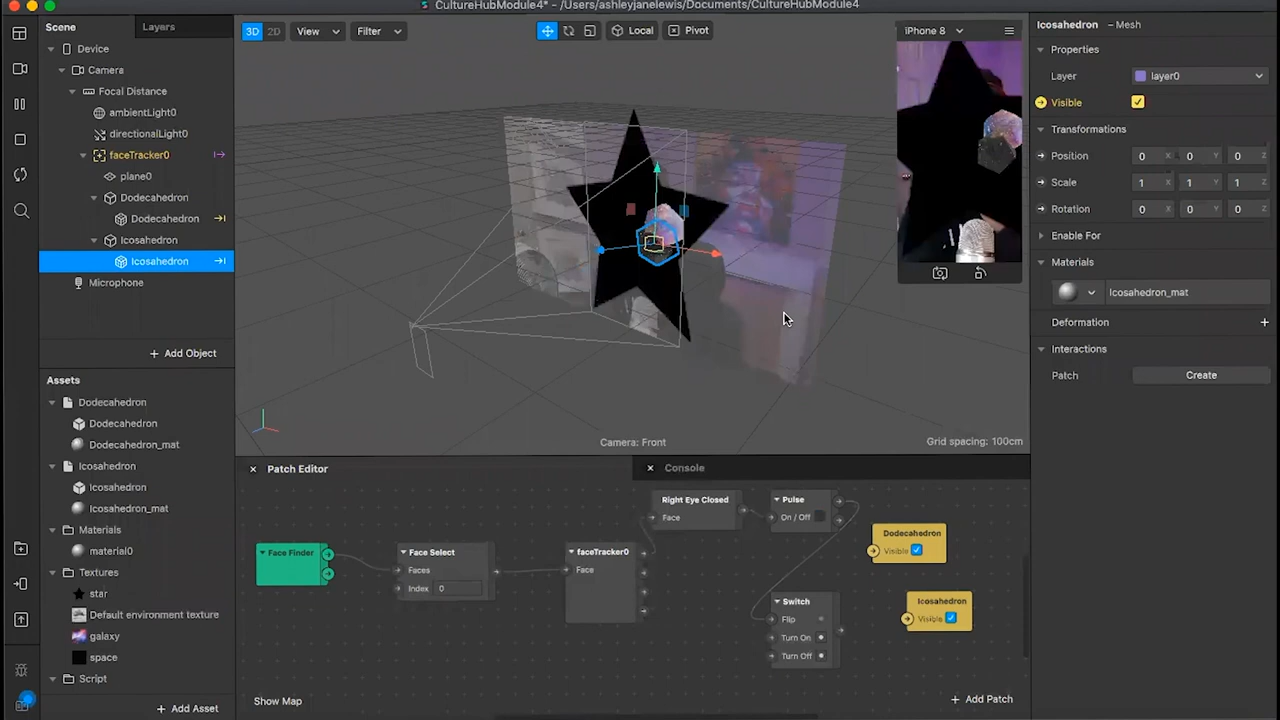 CultureHubModule4* - /Users/ashleyjanelewis/Documents/CultureHubModule4
Scene
Layers
Device
Camera
Focal Distance
ambientLight0
directionalLight0
faceTracker0
plane0
Dodecahedron
Dodecahedron
Icosahedron
Icosahedron
Microphone
Add Object
Assets
Dodecahedron
Dodecahedron
Dodecahedron_mat
Icosahedron
Icosahedron
Icosahedron_mat
Materials
material0
Textures
star
Default environment texture
galaxy
space
Script
Add Asset
3D 2D View Filter Local Pivot
iPhone 8
Camera: Front
Grid spacing: 100cm
Patch Editor
Console
Face Finder
Face Select
Faces
Index 0
faceTracker0
Face
Right Eye Closed
Face
Pulse
On / Off
Switch
Flip
Turn On
Turn Off
Dodecahedron
Visible
Icosahedron
Visible
Show Map
Add Patch
Icosahedron – Mesh
Properties
Layer layer0
Visible
Transformations
Position 0 X 0 Y 0 Z
Scale 1 X 1 Y 1 Z
Rotation 0 X 0 Y 0 Z
Enable For
Materials
Icosahedron_mat
Deformation
Interactions
Patch Create